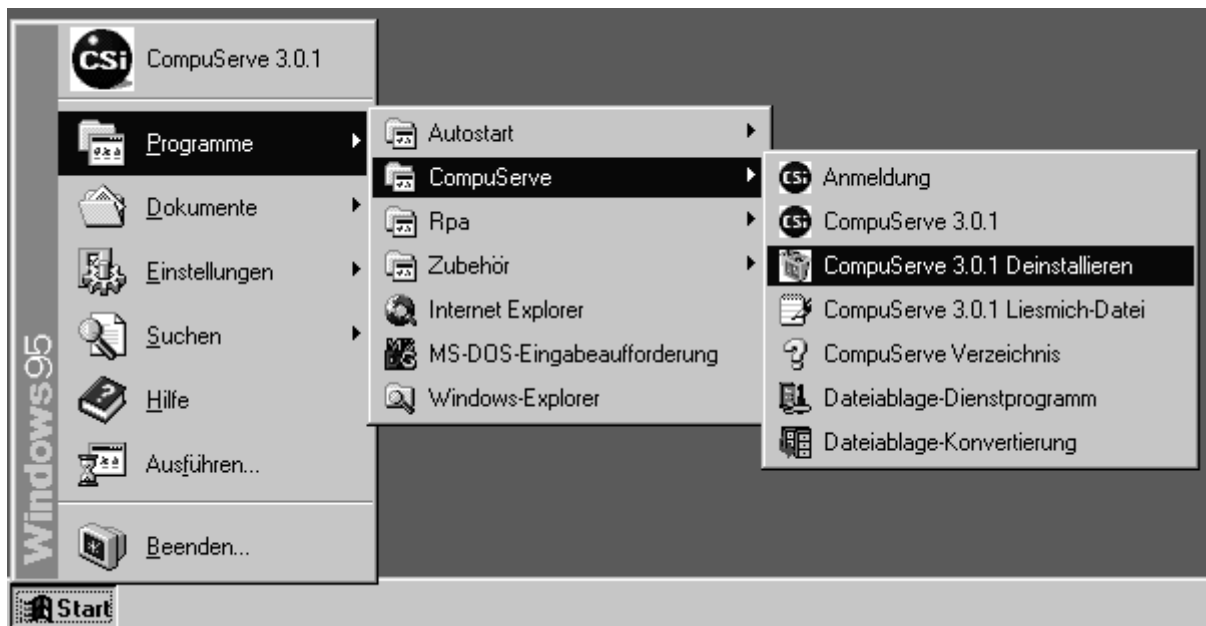 CSi CompuServe 3.0.1
Programme
Dokumente
Einstellungen
Suchen
Hilfe
Ausführen...
Beenden...
Windows95
Autostart
CompuServe
Rpa
Zubehör
Internet Explorer
MS-DOS-Eingabeaufforderung
Windows-Explorer
CSi Anmeldung
CSi CompuServe 3.0.1
CompuServe 3.0.1 Deinstallieren
CompuServe 3.0.1 Liesmich-Datei
CompuServe Verzeichnis
Dateiablage-Dienstprogramm
Dateiablage-Konvertierung
Start